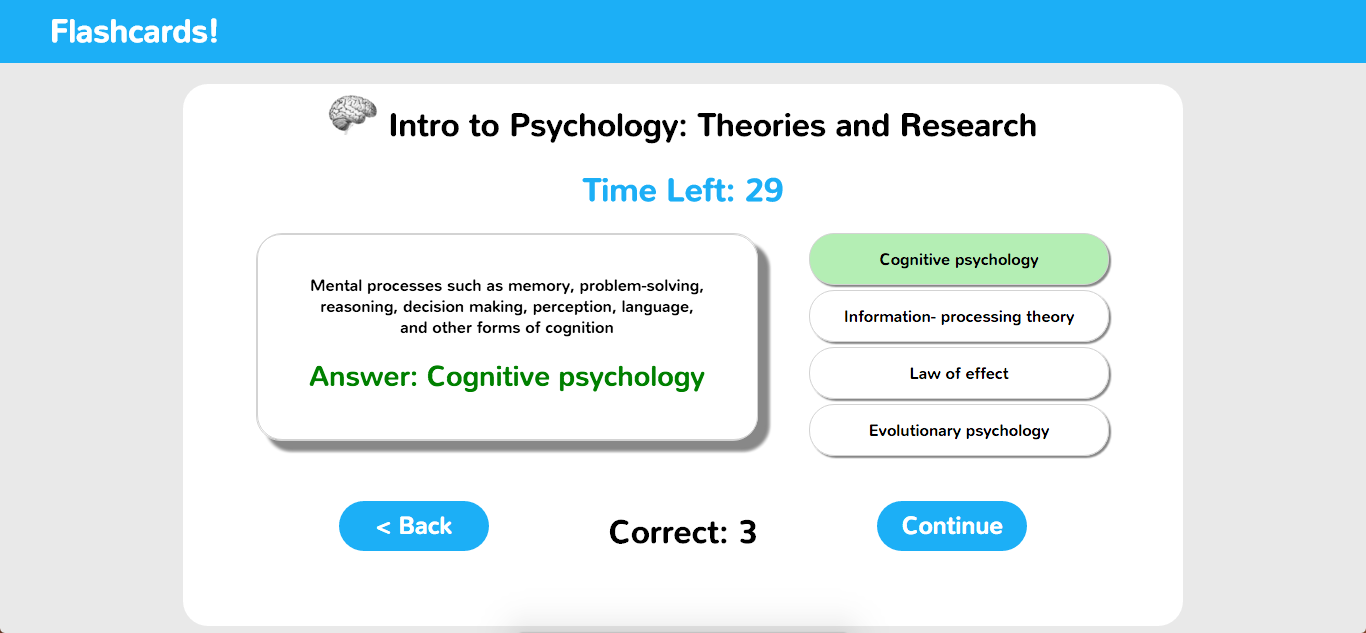 Flashcards!
Intro to Psychology: Theories and Research
Time Left: 29
Mental processes such as memory, problem-solving,
reasoning, decision making, perception, language,
and other forms of cognition
Answer: Cognitive psychology
Cognitive psychology
Information- processing theory
Law of effect
Evolutionary psychology
< Back
Correct: 3
Continue